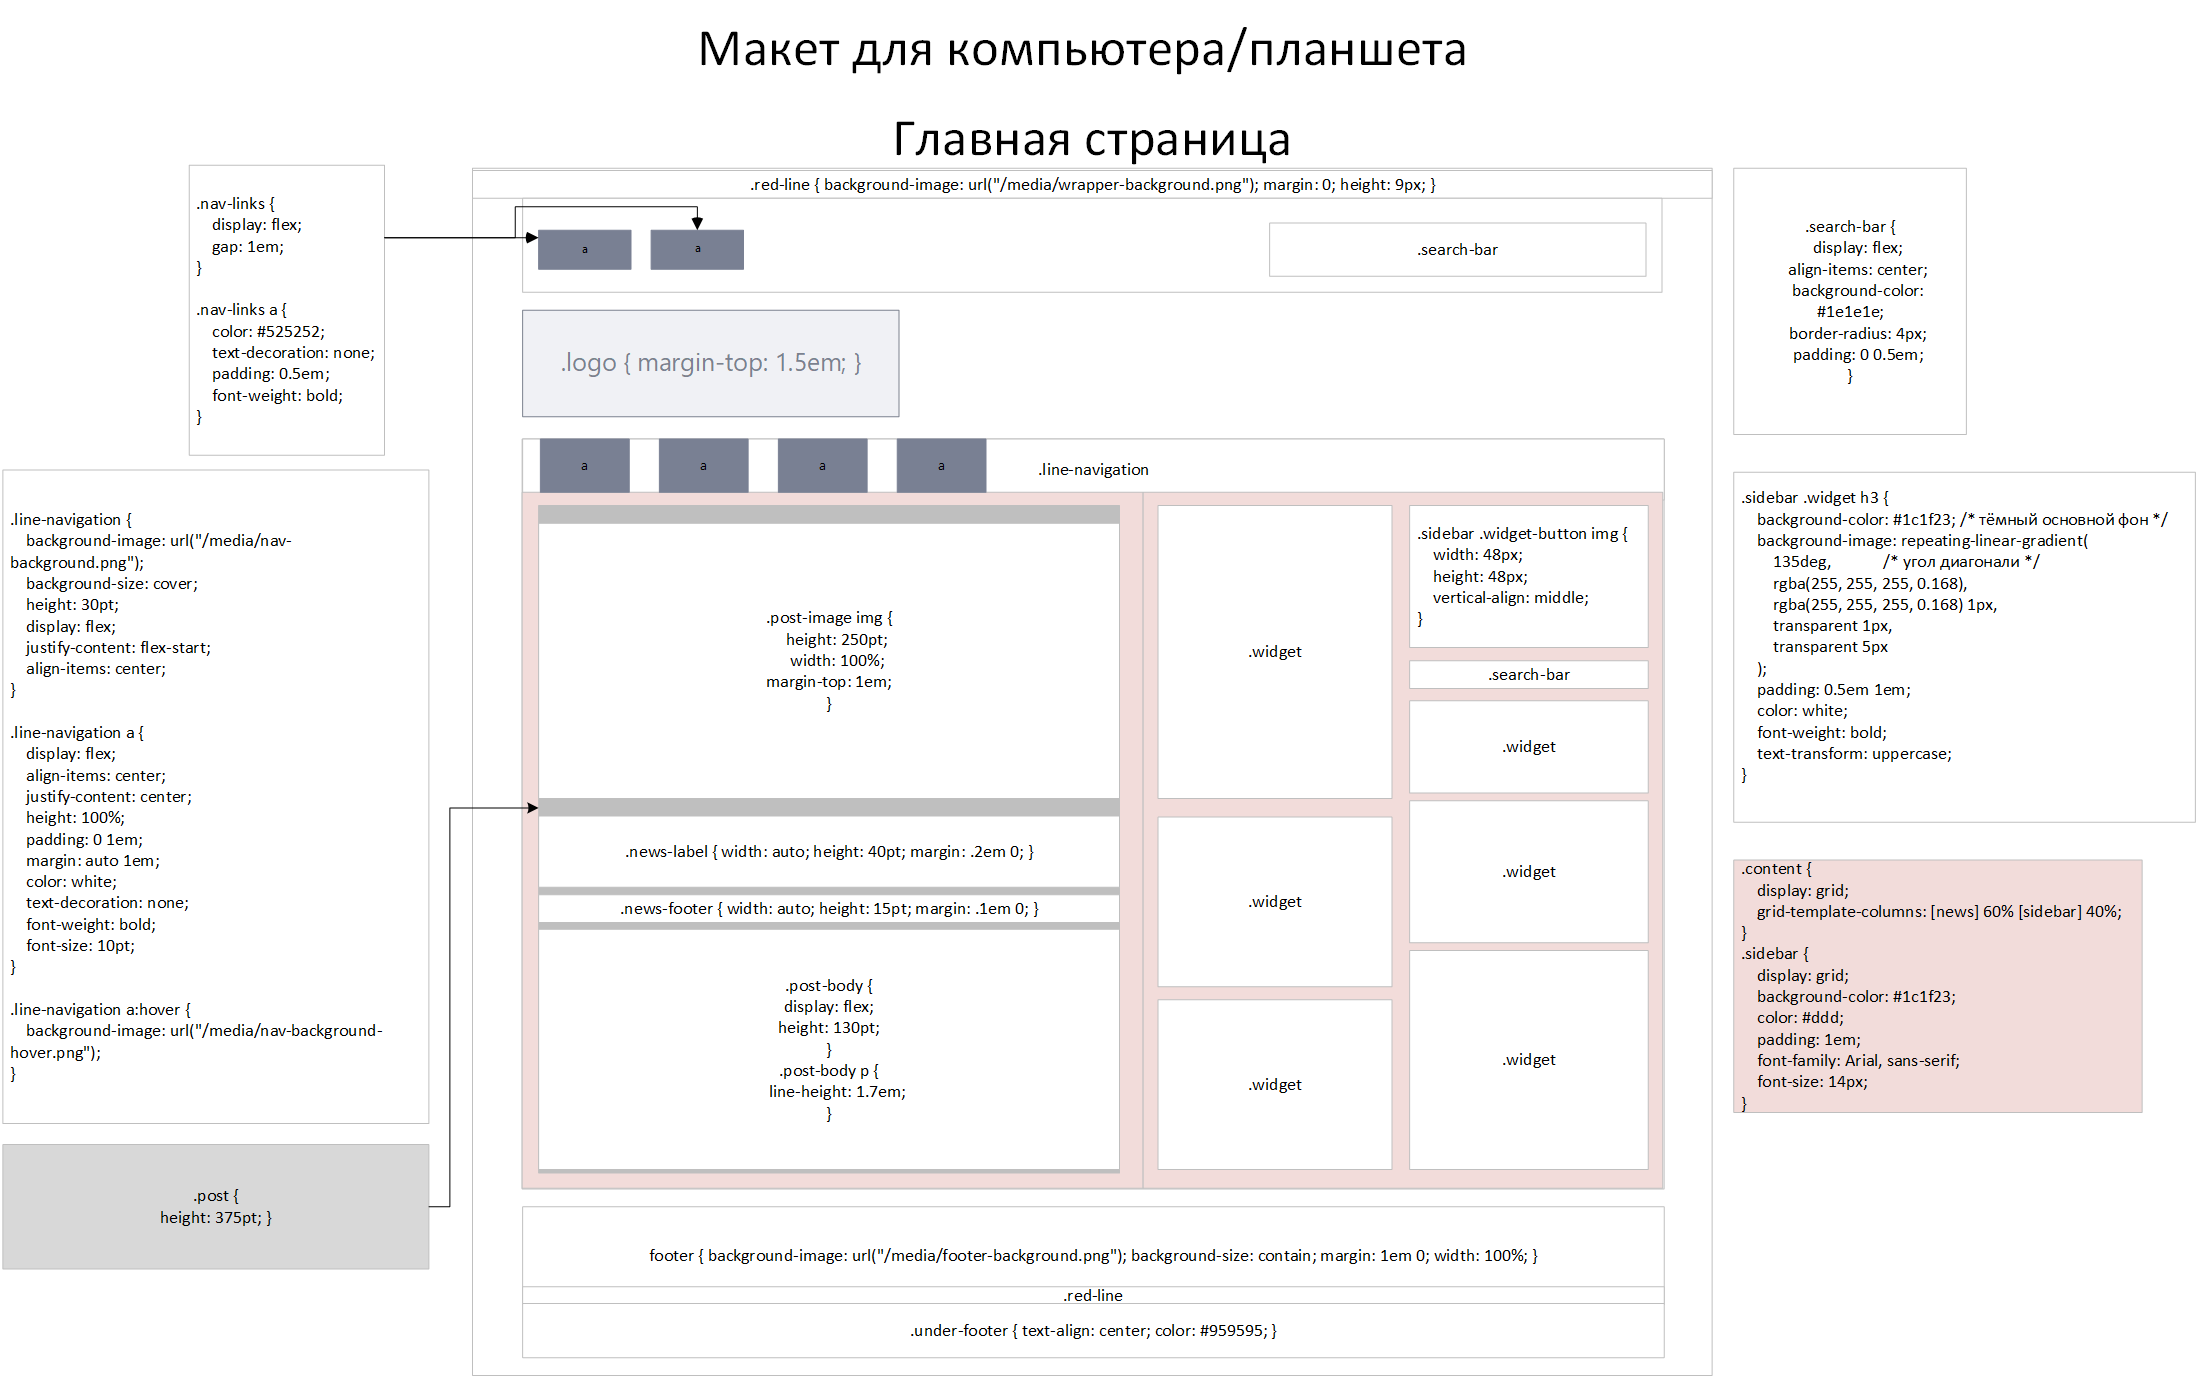 Макет для компьютера/планшета
Главная страница
.nav-links {
display: flex;
gap: 1em;
}
.nav-links a {
color: #525252;
text-decoration: none;
padding: 0.5em;
font-weight: bold;
}
.red-line { background-image: url("/media/wrapper-background.png"); margin: 0; height: 9px; }
a
a
.search-bar
.search-bar {
display: flex;
align-items: center;
background-color:
#1e1e1e;
border-radius: 4px;
padding: 0 0.5em;
}
.logo { margin-top: 1.5em; }
a
a
a
a
.line-navigation
.line-navigation {
background-image: url("/media/nav-
background.png");
background-size: cover;
height: 30pt;
display: flex;
justify-content: flex-start;
align-items: center;
}
.line-navigation a {
display: flex;
align-items: center;
justify-content: center;
height: 100%;
padding: 0 1em;
margin: auto 1em;
color: white;
text-decoration: none;
font-weight: bold;
font-size: 10pt;
}
.line-navigation a:hover {
background-image: url("/media/nav-background-
hover.png");
}
.post {
height: 375pt; }
.post-image img {
height: 250pt;
width: 100%;
margin-top: 1em;
}
.news-label { width: auto; height: 40pt; margin: .2em 0; }
.news-footer { width: auto; height: 15pt; margin: .1em 0; }
.post-body {
display: flex;
height: 130pt;
}
.post-body p {
line-height: 1.7em;
}
.widget
.widget
.widget
.sidebar .widget-button img {
width: 48px;
height: 48px;
vertical-align: middle;
}
.search-bar
.widget
.widget
.widget
.sidebar .widget h3 {
background-color: #1c1f23; /* тёмный основной фон */
background-image: repeating-linear-gradient(
135deg, /* угол диагонали */
rgba(255, 255, 255, 0.168),
rgba(255, 255, 255, 0.168) 1px,
transparent 1px,
transparent 5px
);
padding: 0.5em 1em;
color: white;
font-weight: bold;
text-transform: uppercase;
}
.content {
display: grid;
grid-template-columns: [news] 60% [sidebar] 40%;
}
.sidebar {
display: grid;
background-color: #1c1f23;
color: #ddd;
padding: 1em;
font-family: Arial, sans-serif;
font-size: 14px;
}
footer { background-image: url("/media/footer-background.png"); background-size: contain; margin: 1em 0; width: 100%; }
.red-line
.under-footer { text-align: center; color: #959595; }